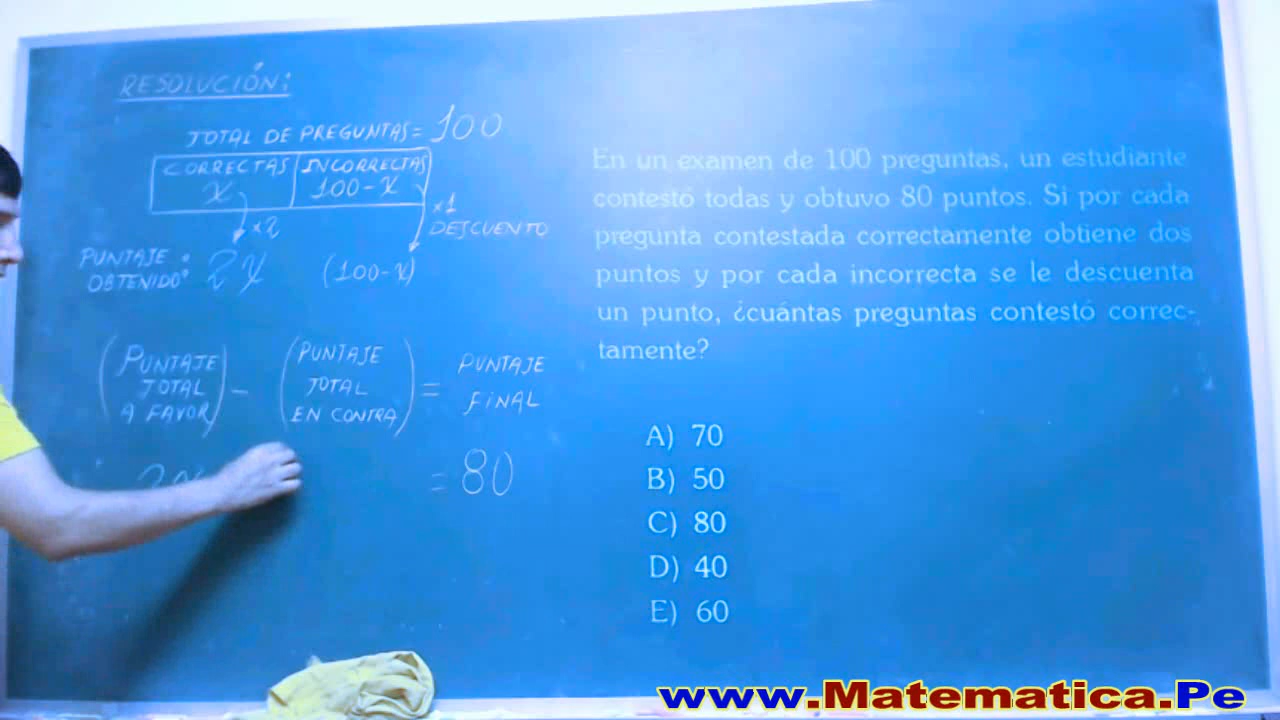 RESOLUCIÓN:
TOTAL DE PREGUNTAS = 100
CORRECTAS INCORRECTAS
x 100-x
×2 ×1
DESCUENTO
PUNTAJE
OBTENIDO: 2x (100-x)
(PUNTAJE TOTAL A FAVOR) - (PUNTAJE TOTAL EN CONTRA) = PUNTAJE FINAL
= 80
En un examen de 100 preguntas, un estudiante
contestó todas y obtuvo 80 puntos. Si por cada
pregunta contestada correctamente obtiene dos
puntos y por cada incorrecta se le descuenta
un punto, ¿cuántas preguntas contestó correc-
tamente?
A) 70
B) 50
C) 80
D) 40
E) 60
www.Matematica.Pe